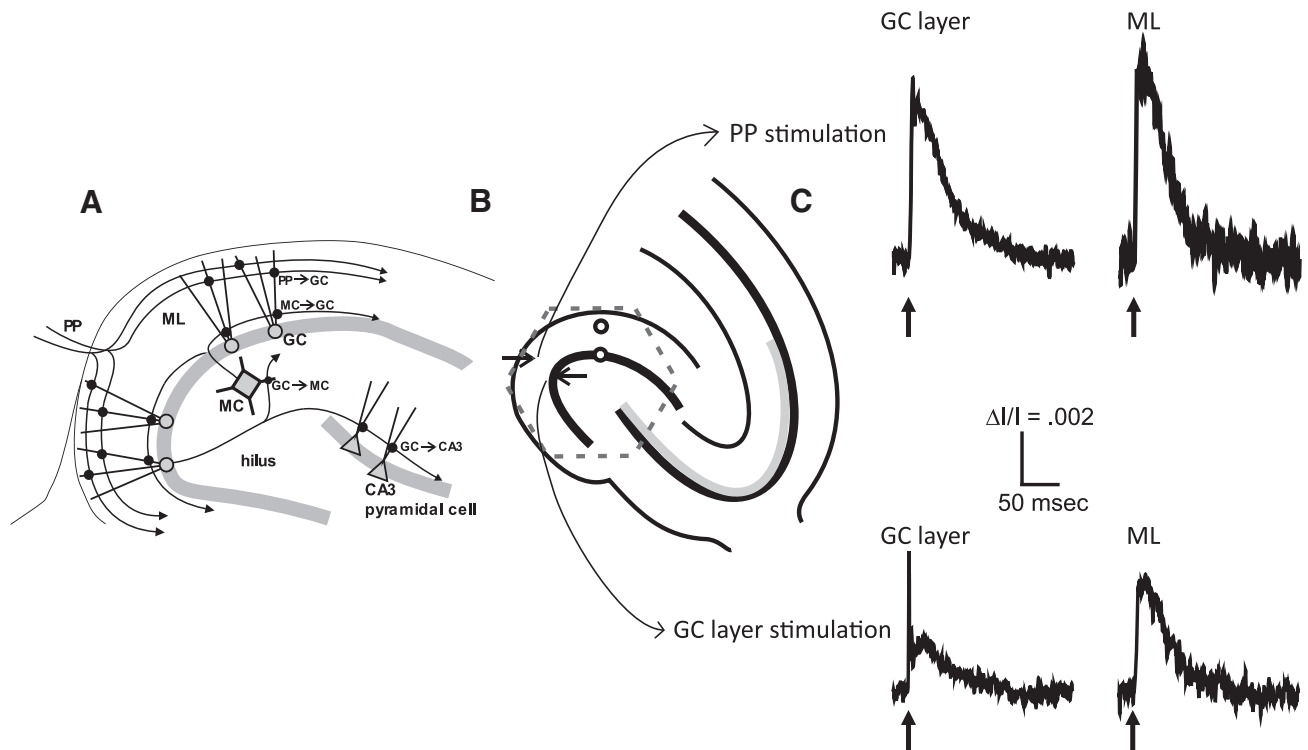 A
PP
ML
PP→GC
MC→GC
GC
GC→MC
MC
hilus
GC→CA3
CA3
pyramidal cell
B
PP stimulation
GC layer stimulation
C
GC layer
ML
ΔI/I = .002
50 msec
GC layer
ML